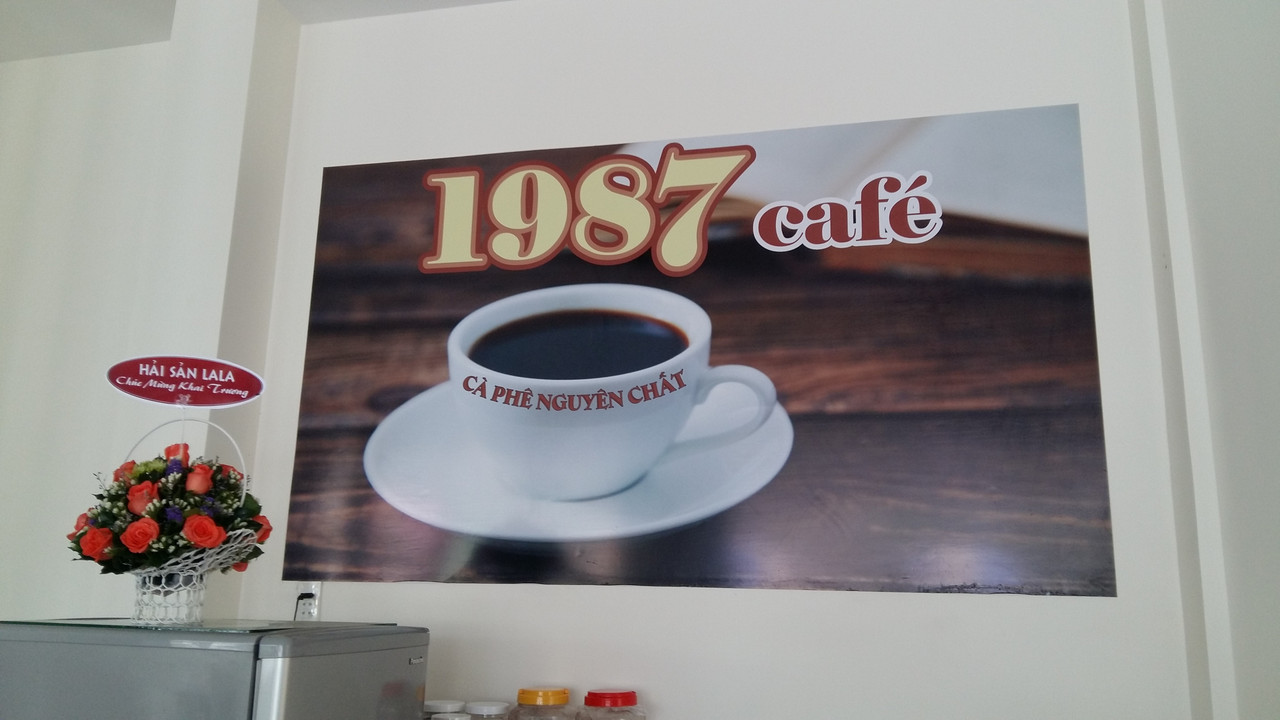 1987 café
CÀ PHÊ NGUYÊN CHẤT
HẢI SẢN LALA
Chúc Mừng Khai Trương